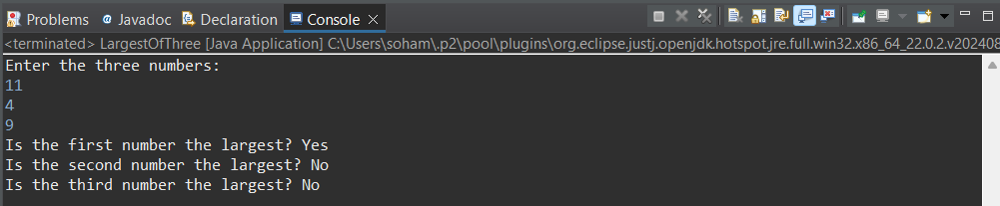 Problems Javadoc Declaration Console
<terminated> LargestOfThree [Java Application] C:\Users\soham\.p2\pool\plugins\org.eclipse.justj.openjdk.hotspot.jre.full.win32.x86_64_22.0.2.v202408
Enter the three numbers:
11
4
9
Is the first number the largest? Yes
Is the second number the largest? No
Is the third number the largest? No